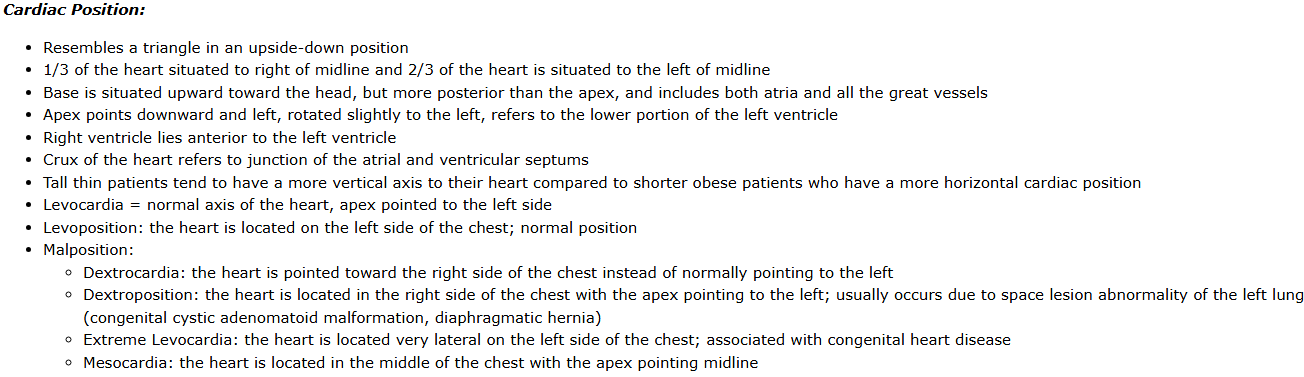 Cardiac Position:
• Resembles a triangle in an upside-down position
• 1/3 of the heart situated to right of midline and 2/3 of the heart is situated to the left of midline
• Base is situated upward toward the head, but more posterior than the apex, and includes both atria and all the great vessels
• Apex points downward and left, rotated slightly to the left, refers to the lower portion of the left ventricle
• Right ventricle lies anterior to the left ventricle
• Crux of the heart refers to junction of the atrial and ventricular septums
• Tall thin patients tend to have a more vertical axis to their heart compared to shorter obese patients who have a more horizontal cardiac position
• Levocardia = normal axis of the heart, apex pointed to the left side
• Levoposition: the heart is located on the left side of the chest; normal position
• Malposition:
◦ Dextrocardia: the heart is pointed toward the right side of the chest instead of normally pointing to the left
◦ Dextroposition: the heart is located in the right side of the chest with the apex pointing to the left; usually occurs due to space lesion abnormality of the left lung
(congenital cystic adenomatoid malformation, diaphragmatic hernia)
◦ Extreme Levocardia: the heart is located very lateral on the left side of the chest; associated with congenital heart disease
◦ Mesocardia: the heart is located in the middle of the chest with the apex pointing midline